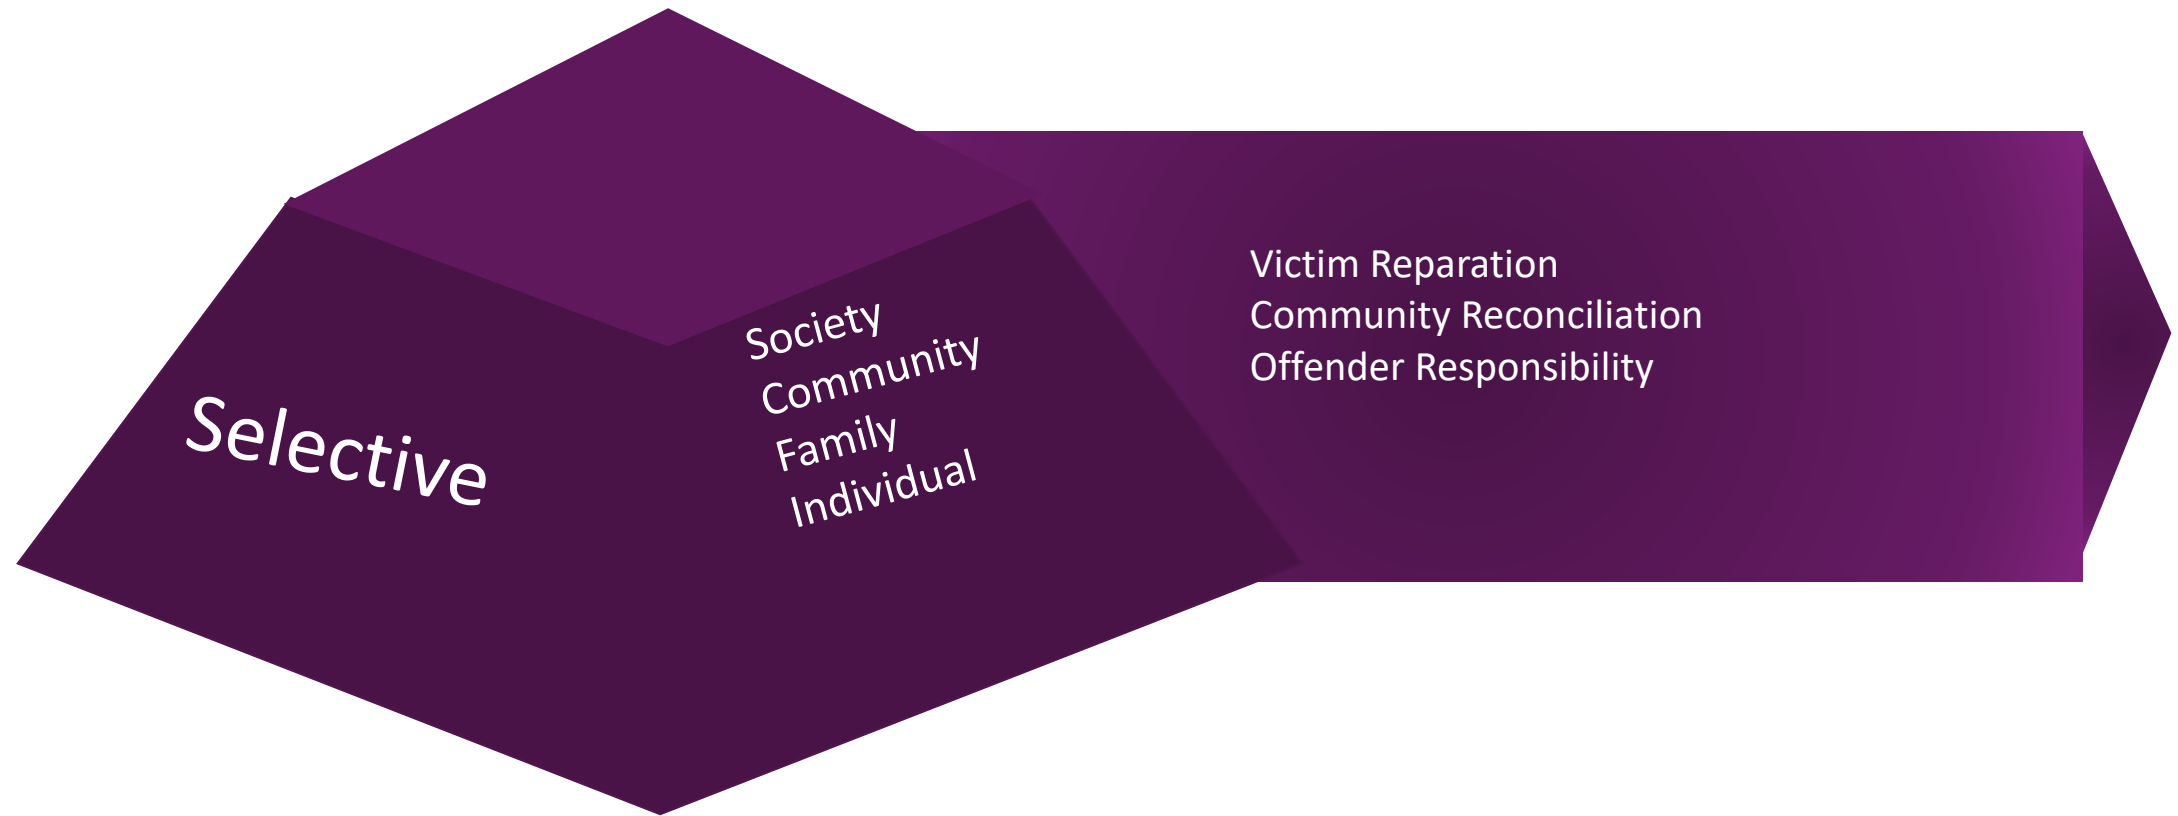 Selective
Society
Community
Family
Individual
Victim Reparation
Community Reconciliation
Offender Responsibility